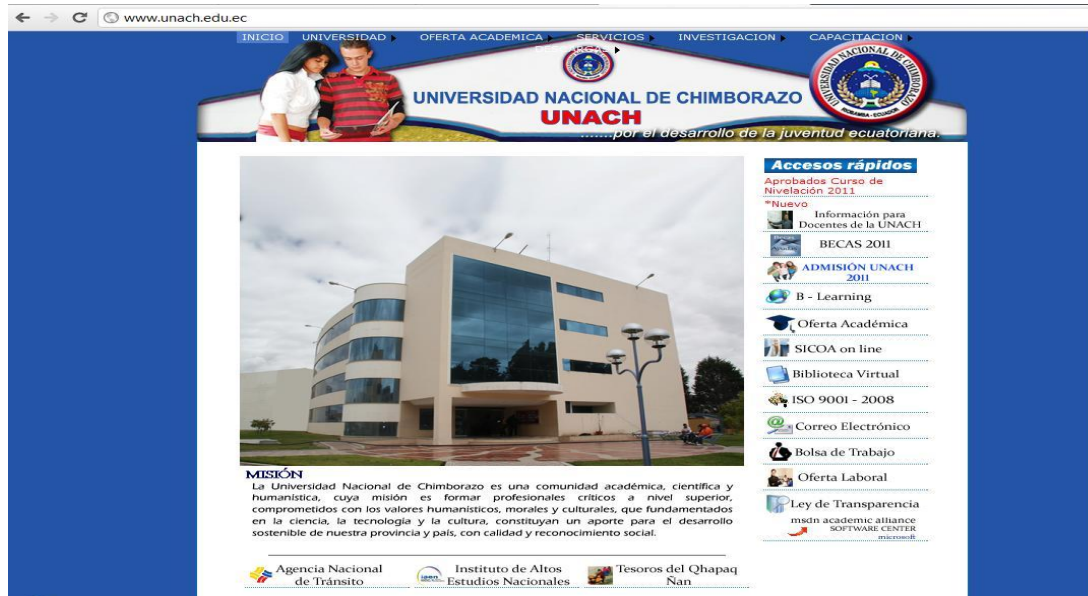 www.unach.edu.ec
INICIO UNIVERSIDAD OFERTA ACADEMICA SERVICIOS INVESTIGACION CAPACITACION
UNIVERSIDAD NACIONAL DE CHIMBORAZO
UNIVERSIDAD NACIONAL DE CHIMBORAZO
RIOBAMBA - ECUADOR
UNACH
.......por el desarrollo de la juventud ecuatoriana.
Accesos rápidos
Aprobados Curso de
Nivelación 2011
*Nuevo
Información para
Docentes de la UNACH
BECAS 2011
ADMISIÓN UNACH
2011
B - Learning
Oferta Académica
SICOA on line
Biblioteca Virtual
ISO 9001 - 2008
Correo Electrónico
Bolsa de Trabajo
Oferta Laboral
Ley de Transparencia
msdn academic alliance
SOFTWARE CENTER
microsoft
MISIÓN
La Universidad Nacional de Chimborazo es una comunidad académica, científica y
humanística, cuya misión es formar profesionales críticos a nivel superior,
comprometidos con los valores humanísticos, morales y culturales, que fundamentados
en la ciencia, la tecnología y la cultura, constituyan un aporte para el desarrollo
sostenible de nuestra provincia y país, con calidad y reconocimiento social.
Agencia Nacional
de Tránsito
iaen
Instituto de Altos
Estudios Nacionales
Tesoros del Qhapaq
Ñan